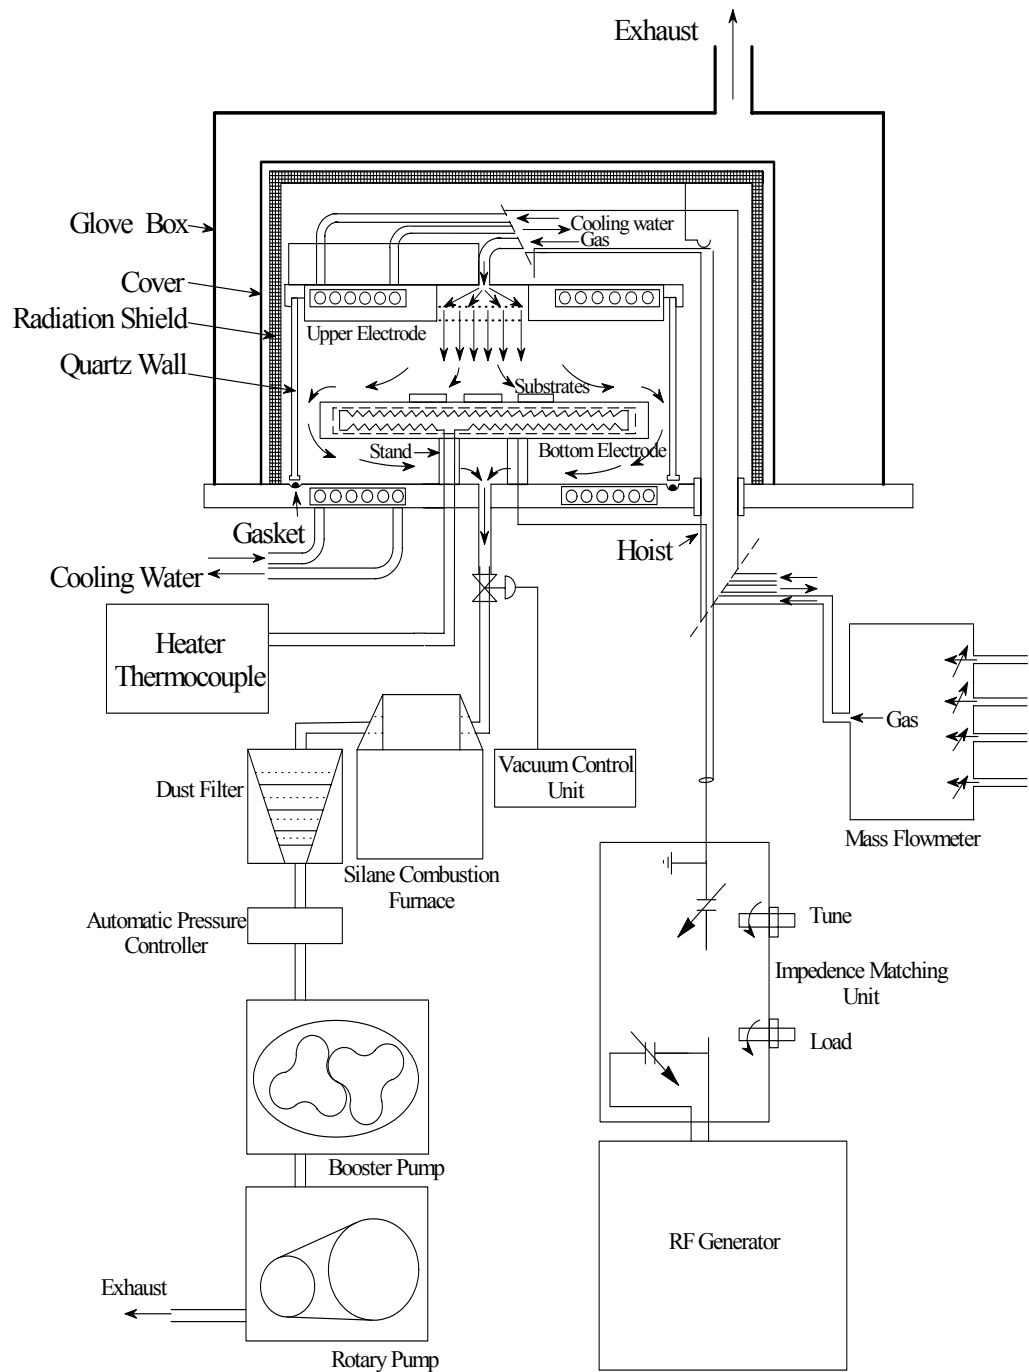 Exhaust
Glove Box
Cooling water
Gas
Cover
Radiation Shield
Upper Electrode
Quartz Wall
Substrates
Stand
Bottom Electrode
Gasket
Hoist
Cooling Water
Heater
Thermocouple
Gas
Vacuum Control
Unit
Dust Filter
Mass Flowmeter
Silane Combustion
Furnace
Automatic Pressure
Controller
Tune
Impedence Matching
Unit
Load
Booster Pump
RF Generator
Exhaust
Rotary Pump